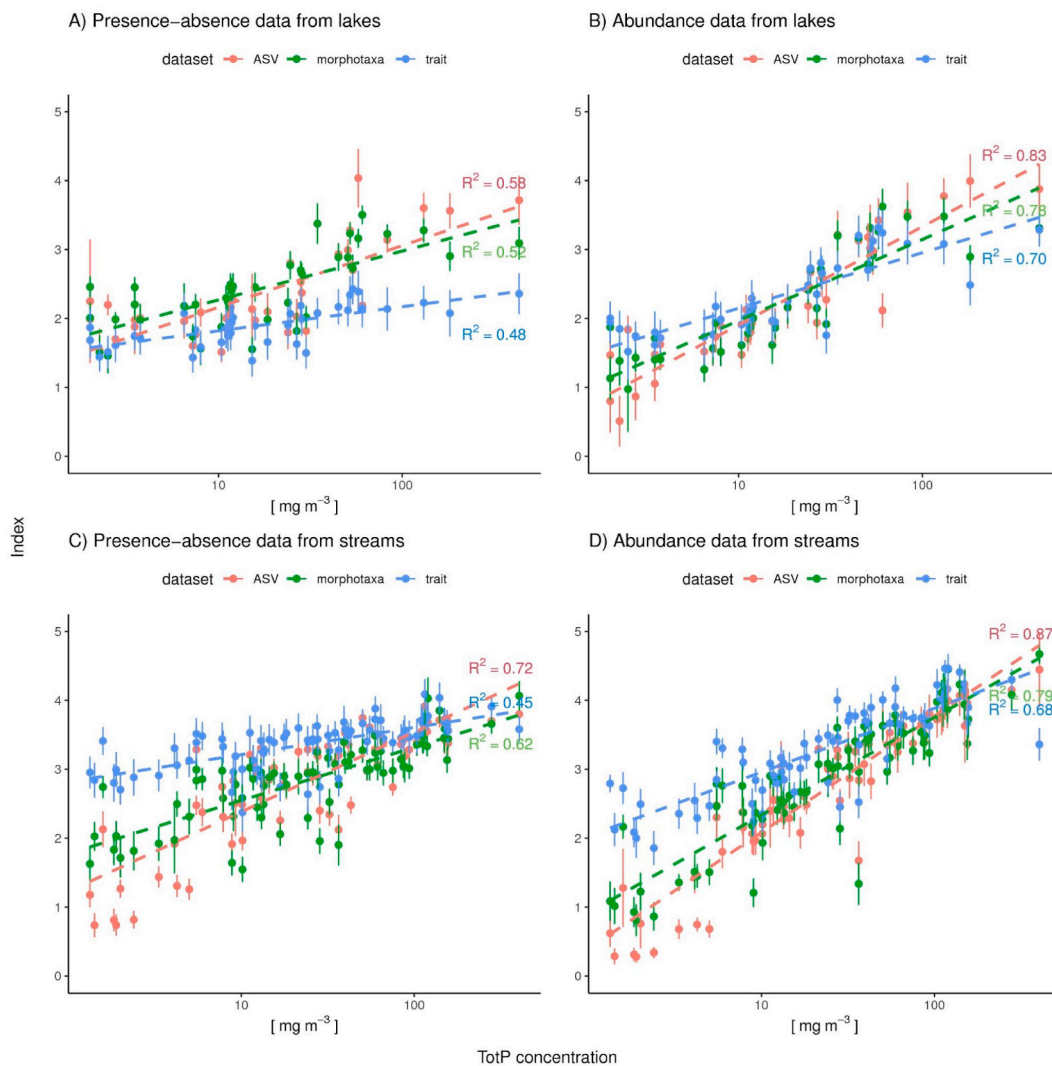 A) Presence−absence data from lakes
dataset ASV morphotaxa trait
5
4
3
2
1
0
R² = 0.58
R² = 0.52
R² = 0.48
10 100
[ mg m⁻³ ]
B) Abundance data from lakes
dataset ASV morphotaxa trait
5
4
3
2
1
0
R² = 0.83
R² = 0.78
R² = 0.70
10 100
[ mg m⁻³ ]
Index
C) Presence−absence data from streams
dataset ASV morphotaxa trait
5
4
3
2
1
0
R² = 0.72
R² = 0.45
R² = 0.62
10 100
[ mg m⁻³ ]
D) Abundance data from streams
dataset ASV morphotaxa trait
5
4
3
2
1
0
R² = 0.87
R² = 0.79
R² = 0.68
10 100
[ mg m⁻³ ]
TotP concentration